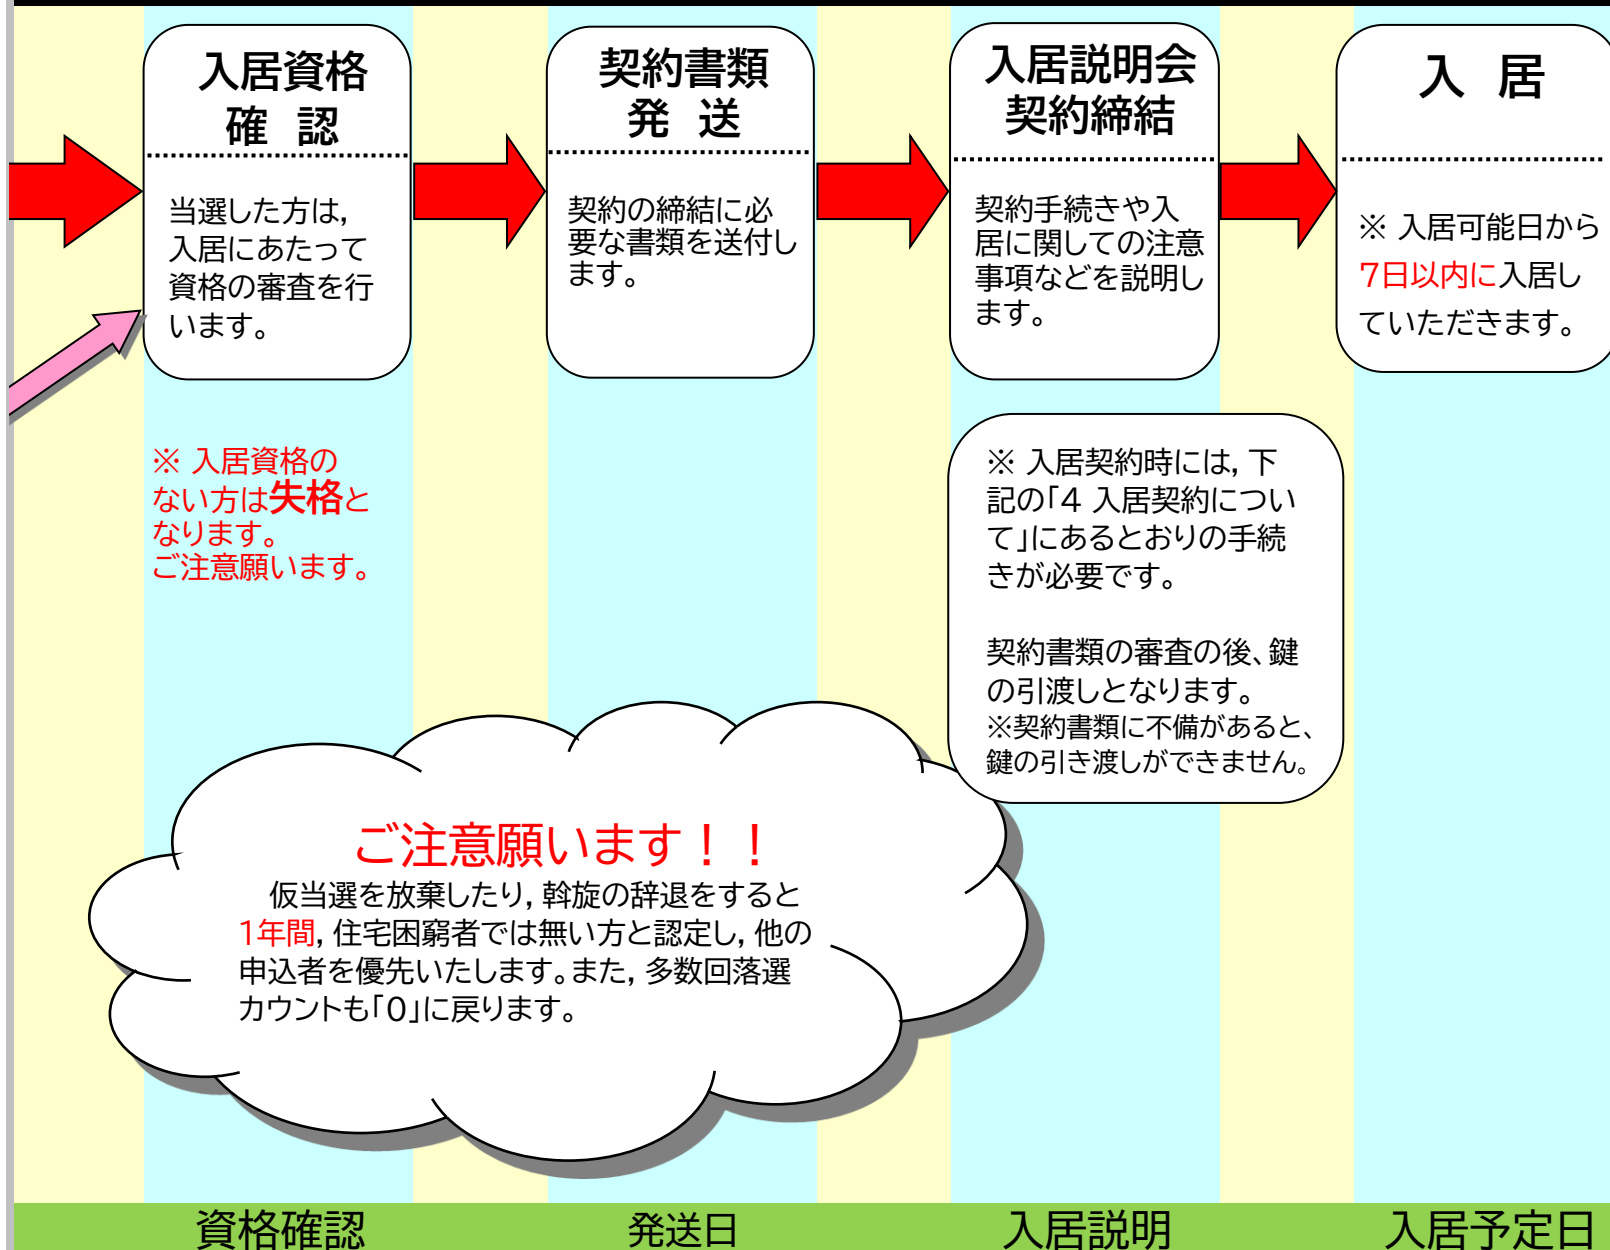 入居資格
確　認
当選した方は，
入居にあたって
資格の審査を行
います。
※ 入居資格の
ない方は失格と
なります。
ご注意願います。
契約書類
発　送
契約の締結に必
要な書類を送付し
ます。
入居説明会
契約締結
契約手続きや入
居に関しての注意
事項などを説明し
ます。
入　居
※ 入居可能日から
7日以内に入居し
ていただきます。
※ 入居契約時には，下
記の「4 入居契約につい
て」にあるとおりの手続
きが必要です。
契約書類の審査の後、鍵
の引渡しとなります。
※契約書類に不備があると、
鍵の引き渡しができません。
ご注意願います！！
仮当選を放棄したり，斡旋の辞退をすると
1年間，住宅困窮者では無い方と認定し，他の
申込者を優先いたします。また，多数回落選
カウントも「0」に戻ります。
資格確認
発送日
入居説明
入居予定日